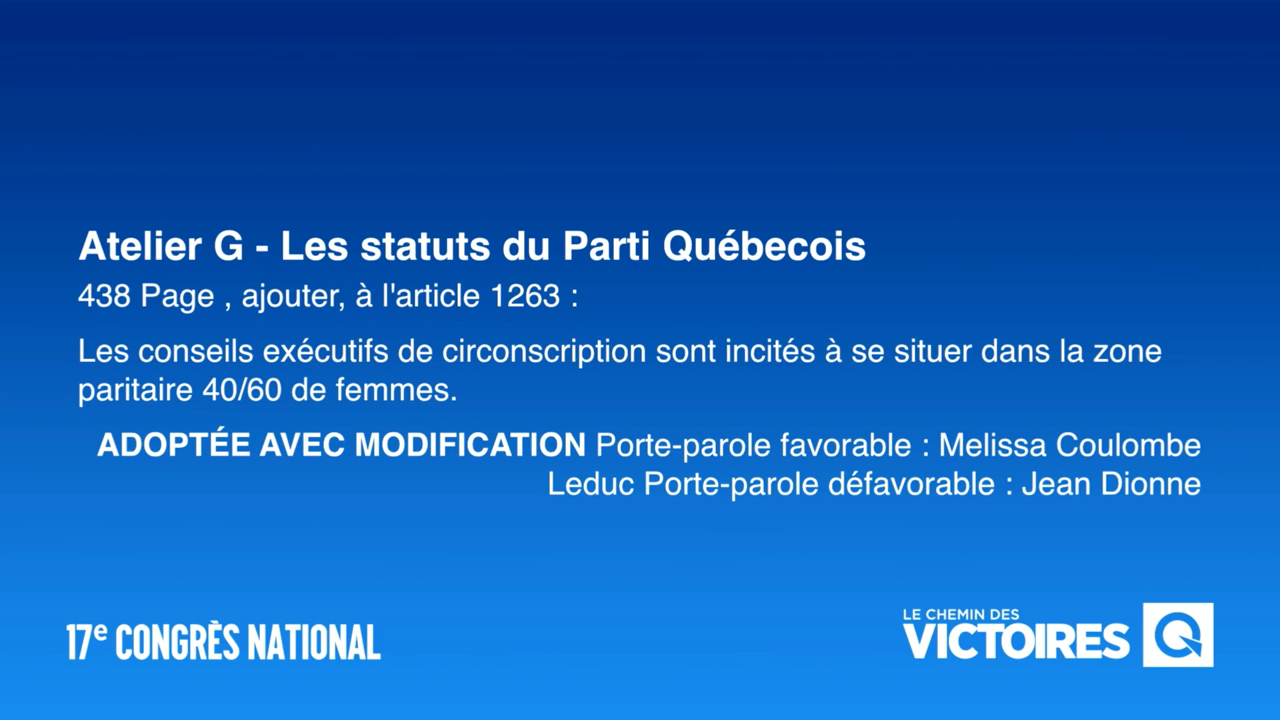 Atelier G - Les statuts du Parti Québecois
438 Page , ajouter, à l'article 1263 :
Les conseils exécutifs de circonscription sont incités à se situer dans la zone
paritaire 40/60 de femmes.
ADOPTÉE AVEC MODIFICATION Porte-parole favorable : Melissa Coulombe
Leduc Porte-parole défavorable : Jean Dionne
17e CONGRÈS NATIONAL
LE CHEMIN DES
VICTOIRES